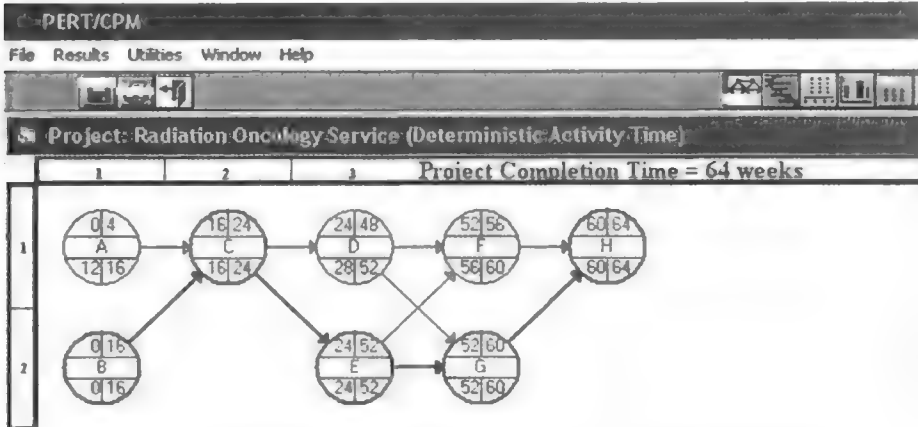 PERT/CPM
File Results Utilities Window Help
Project: Radiation Oncology Service (Deterministic Activity Time)
1 2 3 Project Completion Time = 64 weeks
1
0 4 16 24 24 48 52 56 60 64
A C D F H
12 16 16 24 28 52 56 60 60 64
2
0 16 24 52 52 60
B E G
0 16 24 52 52 60